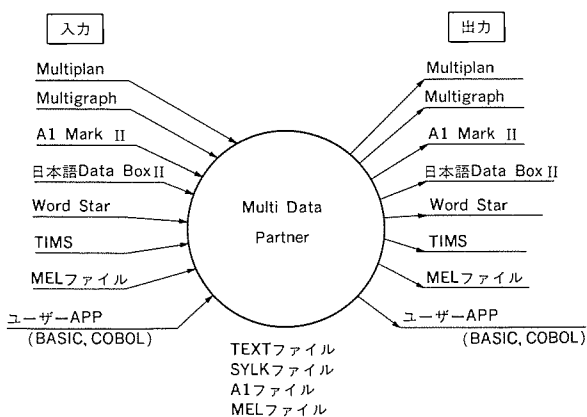 入力
出力
Multiplan
Multigraph
A1 Mark II
日本語Data Box II
Word Star
TIMS
MELファイル
ユーザーAPP
(BASIC, COBOL)
Multi Data
Partner
Multiplan
Multigraph
A1 Mark II
日本語Data Box II
Word Star
TIMS
MELファイル
ユーザーAPP
(BASIC, COBOL)
TEXTファイル
SYLKファイル
A1ファイル
MELファイル